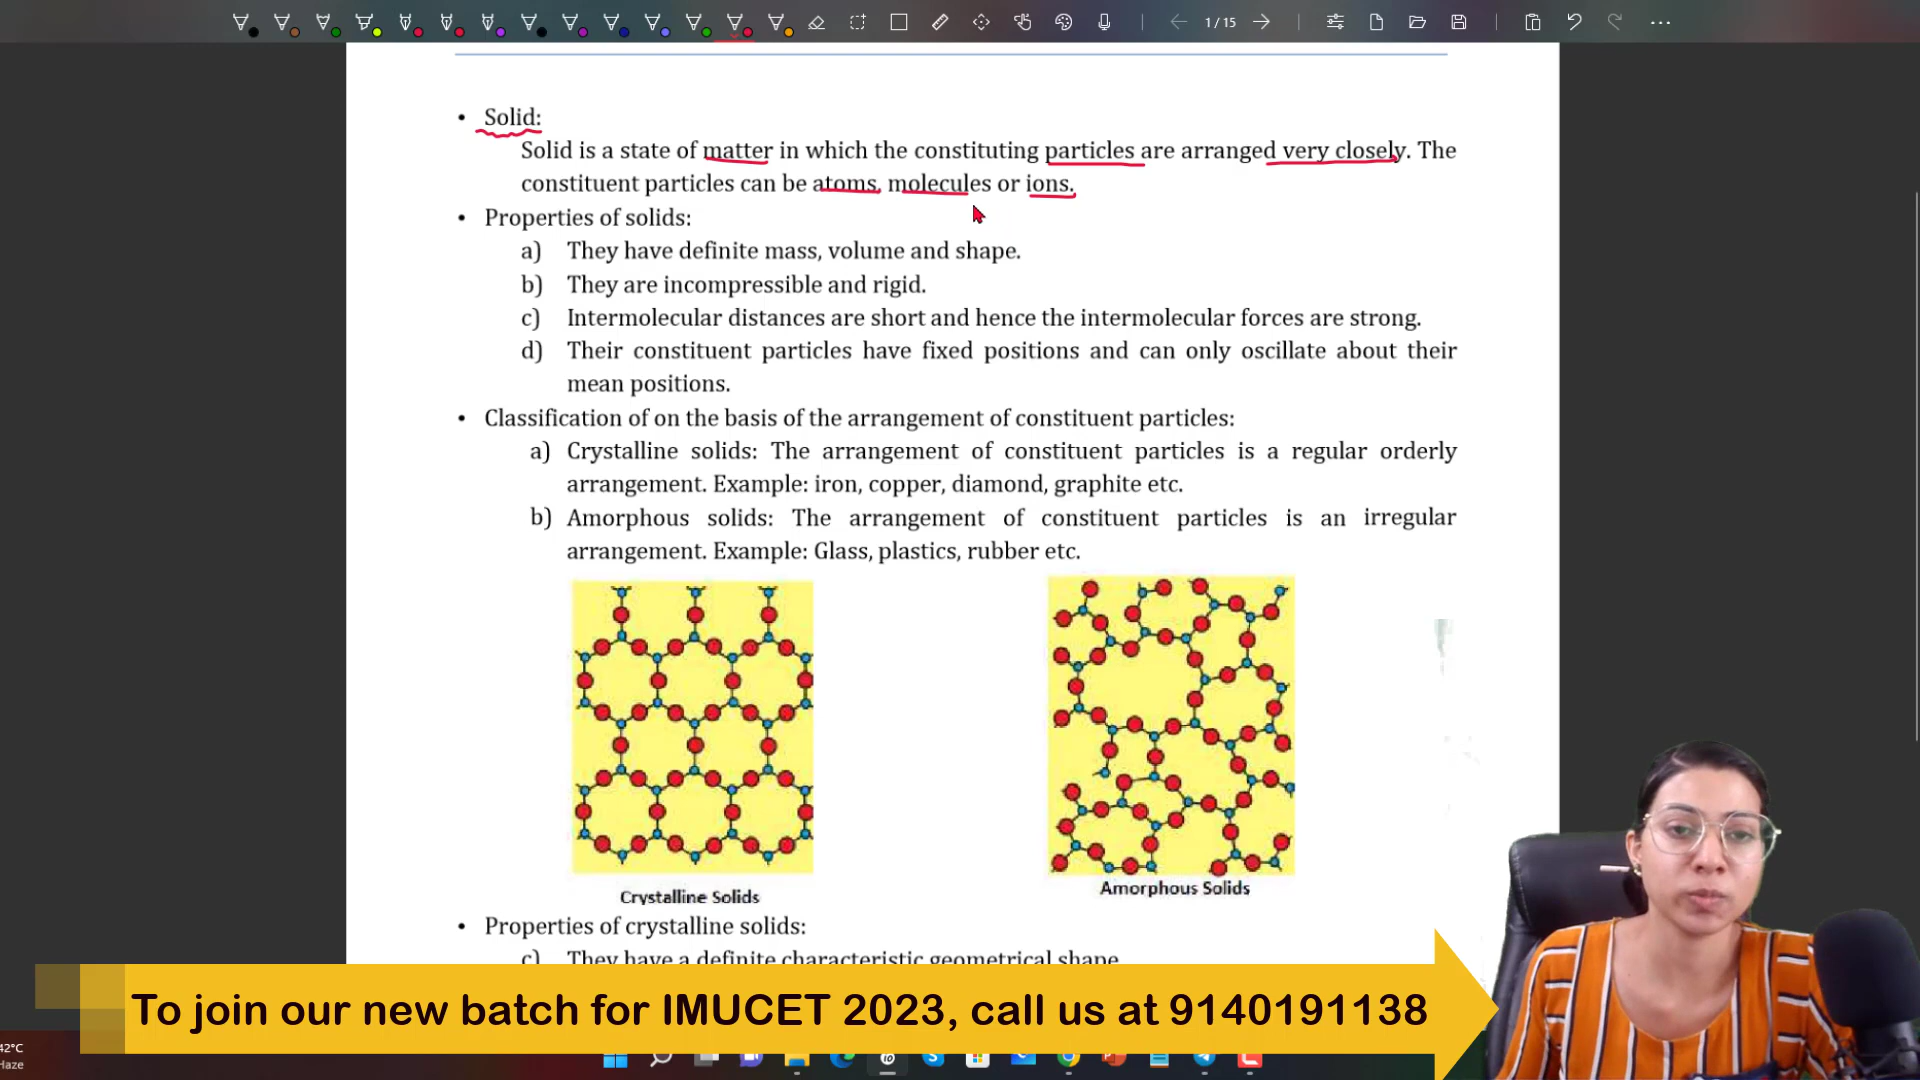 1 / 15
• Solid:
Solid is a state of matter in which the constituting particles are arranged very closely. The
constituent particles can be atoms, molecules or ions.
• Properties of solids:
a) They have definite mass, volume and shape.
b) They are incompressible and rigid.
c) Intermolecular distances are short and hence the intermolecular forces are strong.
d) Their constituent particles have fixed positions and can only oscillate about their
mean positions.
• Classification of on the basis of the arrangement of constituent particles:
a) Crystalline solids: The arrangement of constituent particles is a regular orderly
arrangement. Example: iron, copper, diamond, graphite etc.
b) Amorphous solids: The arrangement of constituent particles is an irregular
arrangement. Example: Glass, plastics, rubber etc.
Crystalline Solids
Amorphous Solids
• Properties of crystalline solids:
c) They have a definite characteristic geometrical shape
To join our new batch for IMUCET 2023, call us at 9140191138
42°C
Haze